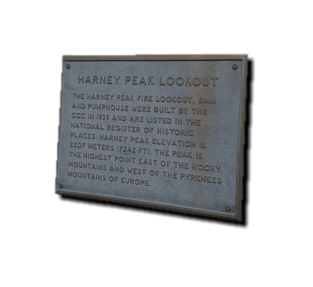 HARNEY PEAK LOOKOUT
THE HARNEY PEAK FIRE LOOKOUT, DAM
AND PUMPHOUSE WERE BUILT BY THE
CCC IN 1939 AND ARE LISTED IN THE
NATIONAL REGISTER OF HISTORIC
PLACES. HARNEY PEAK ELEVATION IS
2207 METERS (7242 FT). THE PEAK IS
THE HIGHEST POINT EAST OF THE ROCKY
MOUNTAINS AND WEST OF THE PYRENEES
MOUNTAINS OF EUROPE.